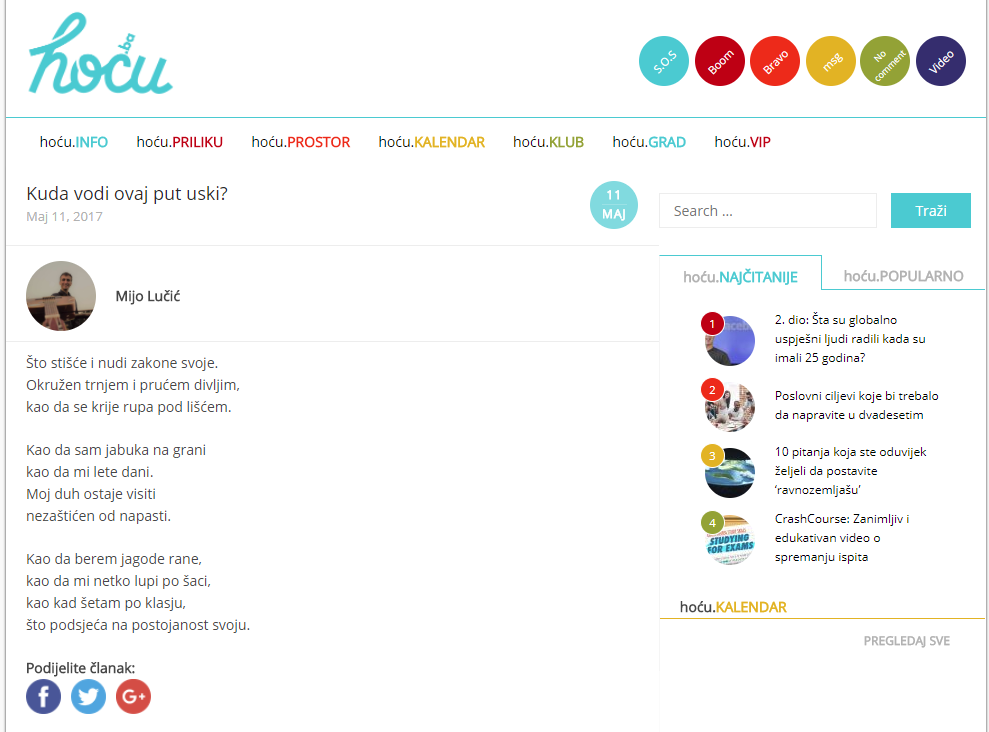 hoću.ba
S.O.S
Boom
Bravo
msg
No comment
Video
hoću.INFO hoću.PRILIKU hoću.PROSTOR hoću.KALENDAR hoću.KLUB hoću.GRAD hoću.VIP
Kuda vodi ovaj put uski?
Maj 11, 2017
11
MAJ
Mijo Lučić
Što stišće i nudi zakone svoje.
Okružen trnjem i prućem divljim,
kao da se krije rupa pod lišćem.
Kao da sam jabuka na grani
kao da mi lete dani.
Moj duh ostaje visiti
nezaštićen od napasti.
Kao da berem jagode rane,
kao da mi netko lupi po šaci,
kao kad šetam po klasju,
što podsjeća na postojanost svoju.
Podijelite članak:
f
G+
Search ...
Traži
hoću.NAJČITANIJE hoću.POPULARNO
1
2. dio: Šta su globalno
uspješni ljudi radili kada su
imali 25 godina?
2
Poslovni ciljevi koje bi trebalo
da napravite u dvadesetim
3
10 pitanja koja ste oduvijek
željeli da postavite
‘ravnozemljašu’
4
STUDYING
FOR EXAMS
CrashCourse: Zanimljiv i
edukativan video o
spremanju ispita
hoću.KALENDAR
PREGLEDAJ SVE